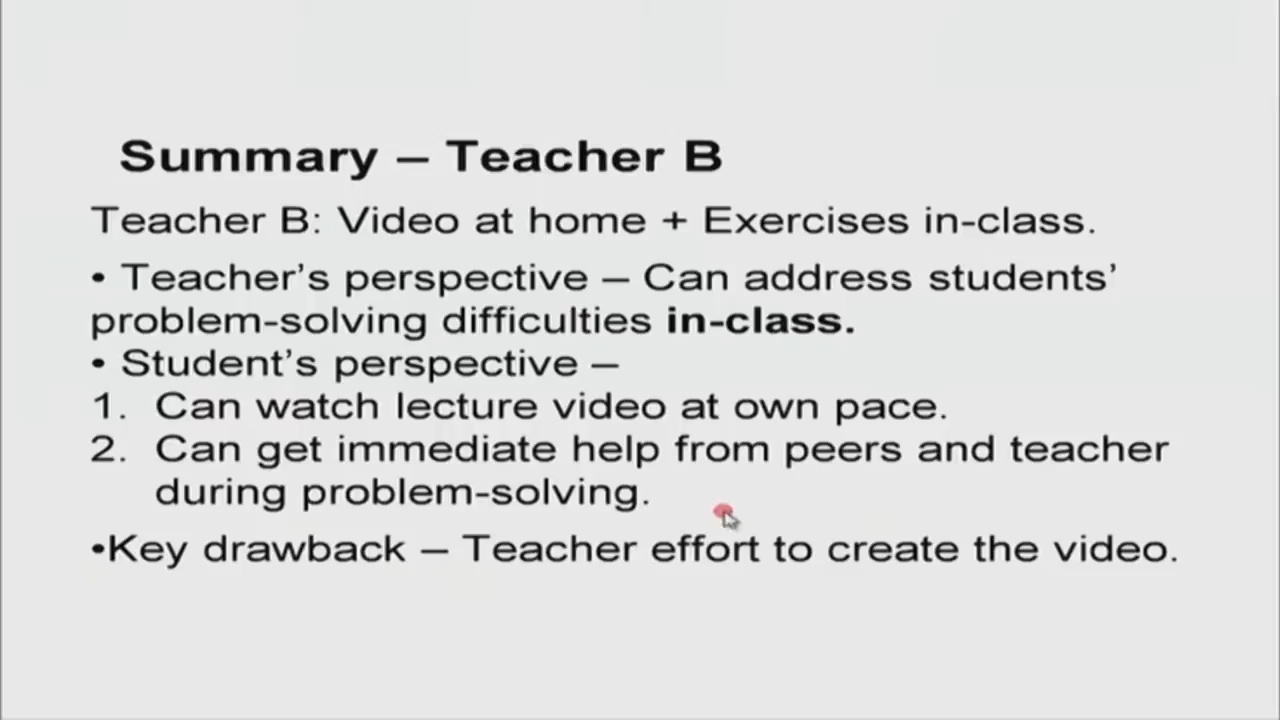 Summary – Teacher B
Teacher B: Video at home + Exercises in-class.
• Teacher’s perspective – Can address students’
problem-solving difficulties in-class.
• Student’s perspective –
1. Can watch lecture video at own pace.
2. Can get immediate help from peers and teacher
during problem-solving.
•Key drawback – Teacher effort to create the video.